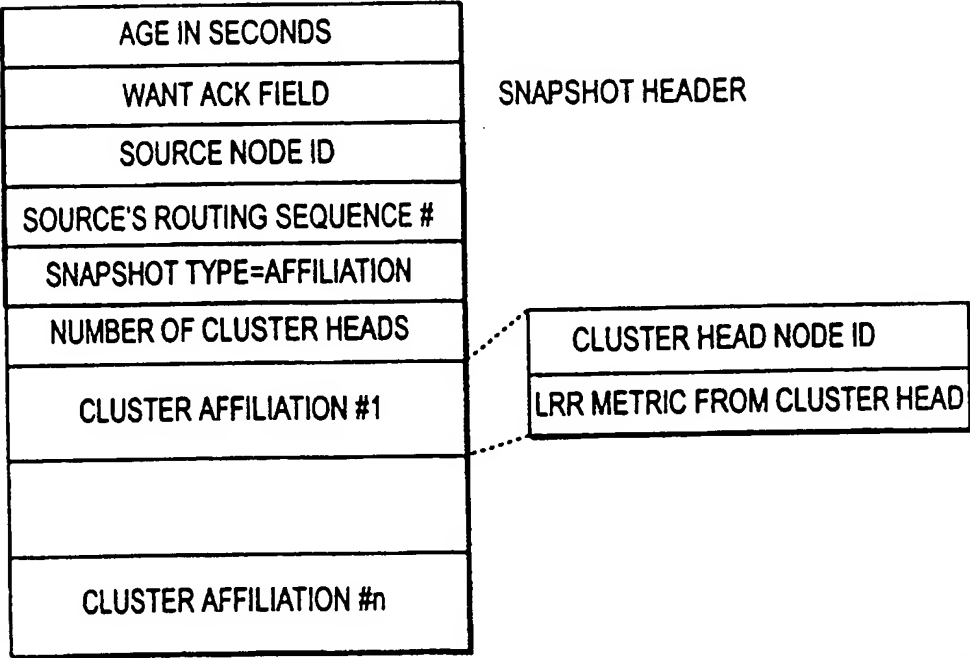 AGE IN SECONDS
WANT ACK FIELD
SNAPSHOT HEADER
SOURCE NODE ID
SOURCE'S ROUTING SEQUENCE #
SNAPSHOT TYPE=AFFILIATION
NUMBER OF CLUSTER HEADS
CLUSTER AFFILIATION #1
CLUSTER HEAD NODE ID
LRR METRIC FROM CLUSTER HEAD
CLUSTER AFFILIATION #n